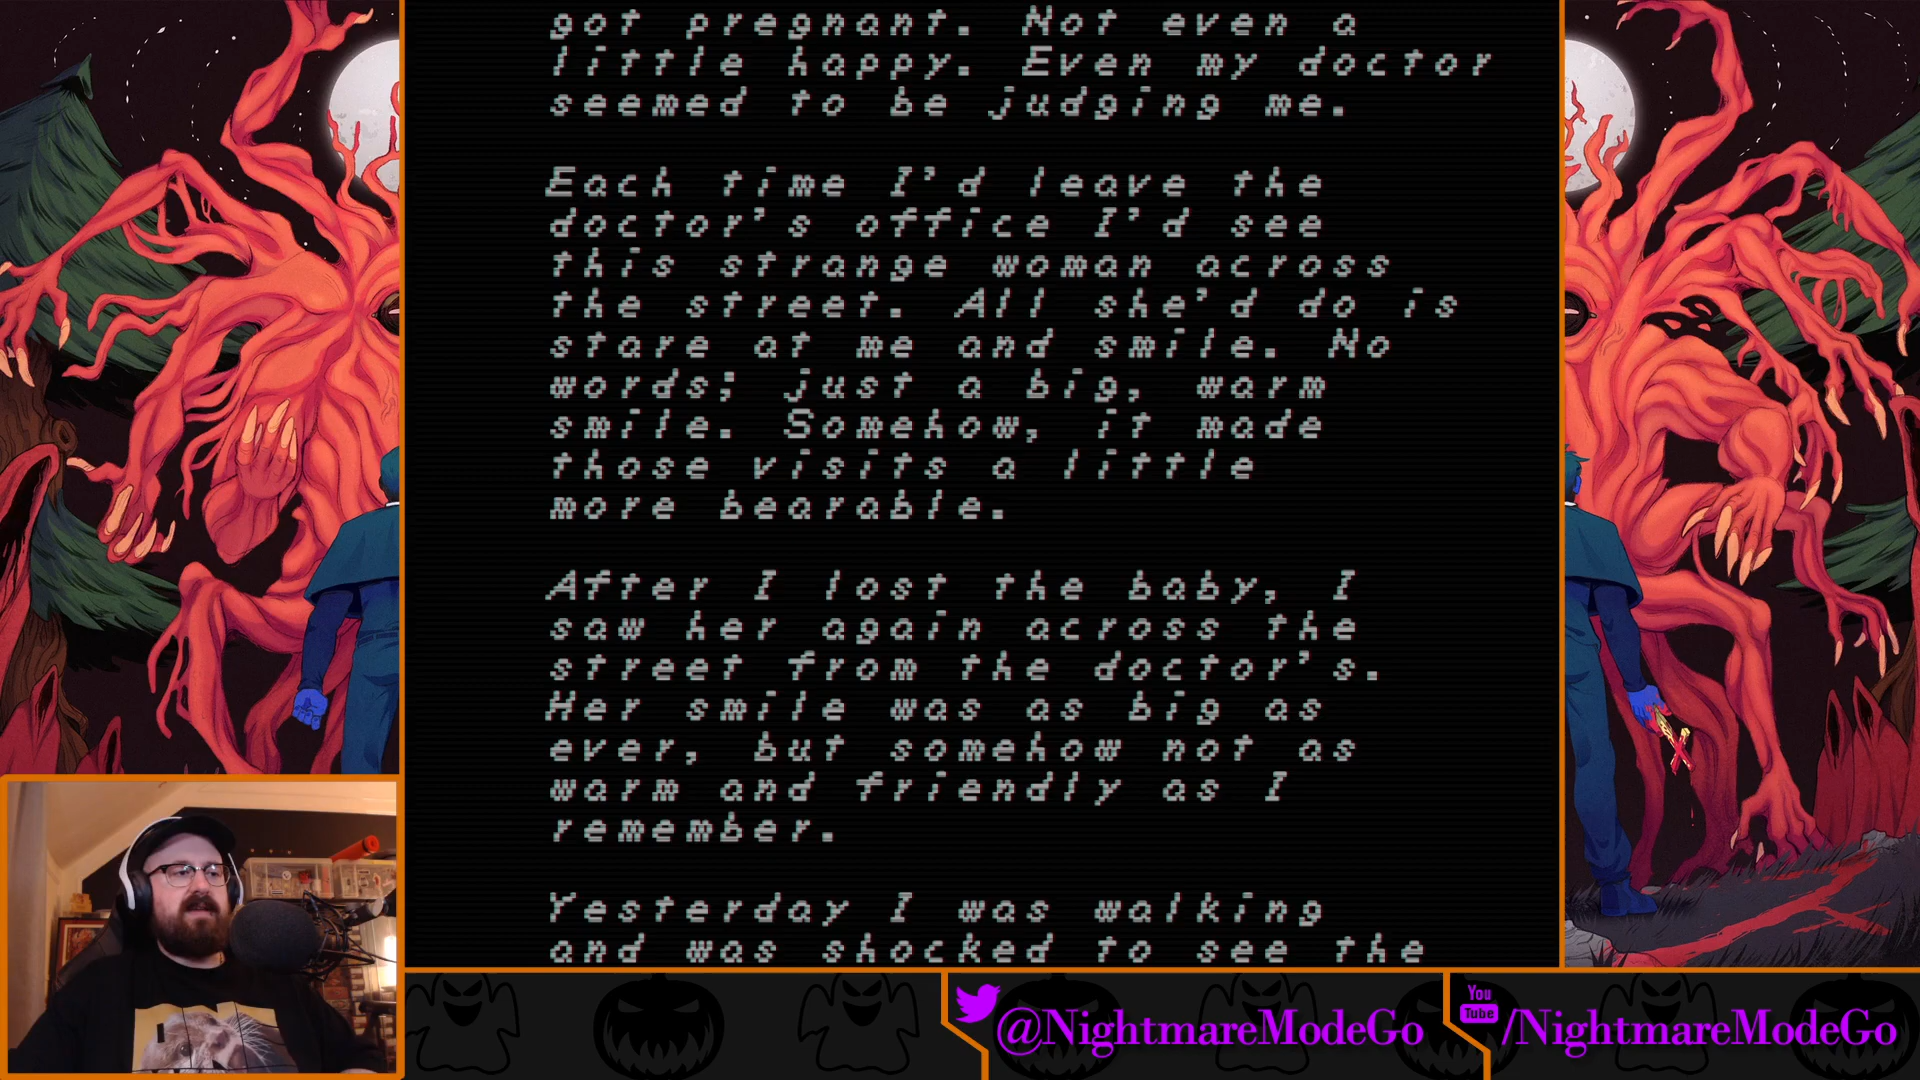 got pregnant. Not even a
little happy. Even my doctor
seemed to be judging me.
Each time I'd leave the
doctor's office I'd see
this strange woman across
the street. All she'd do is
stare at me and smile. No
words; just a big, warm
smile. Somehow, it made
those visits a little
more bearable.
After I lost the baby, I
saw her again across the
street from the doctor's.
Her smile was as big as
ever, but somehow not as
warm and friendly as I
remember.
Yesterday I was walking
and was shocked to see the
@NightmareModeGo
You
Tube
/NightmareModeGo